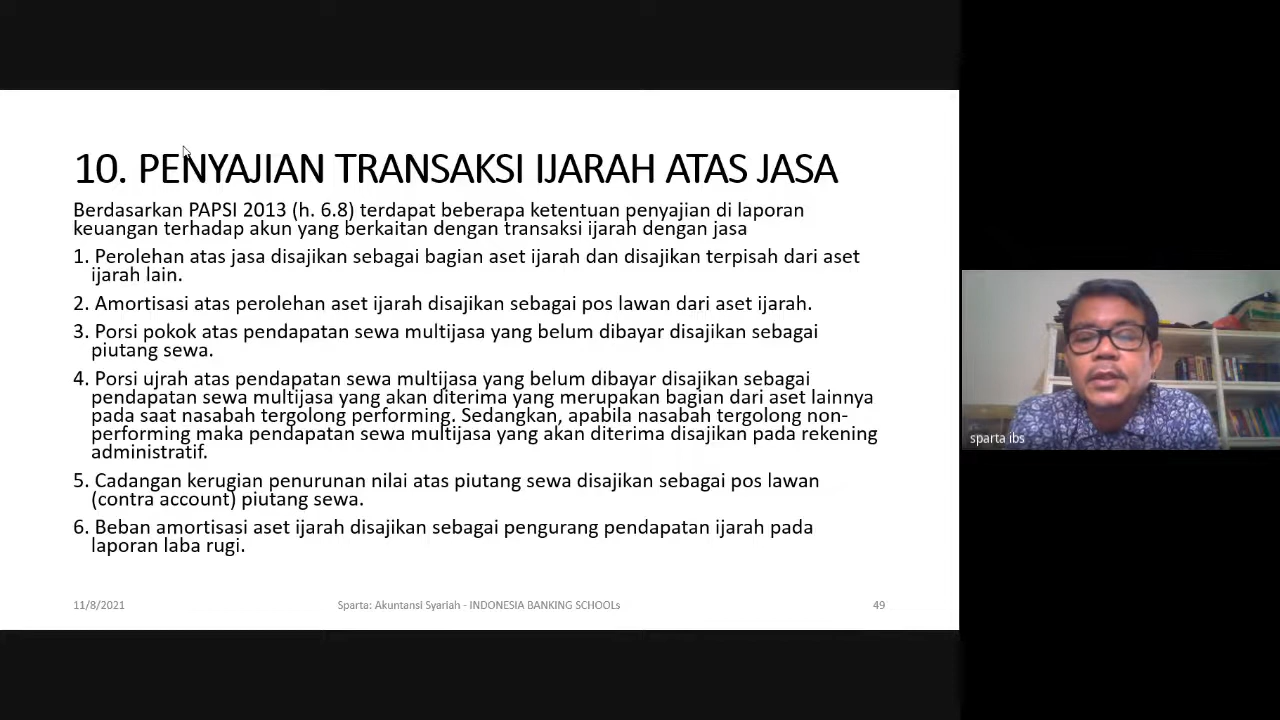 10. PENYAJIAN TRANSAKSI IJARAH ATAS JASA
Berdasarkan PAPSI 2013 (h. 6.8) terdapat beberapa ketentuan penyajian di laporan
keuangan terhadap akun yang berkaitan dengan transaksi ijarah dengan jasa
1. Perolehan atas jasa disajikan sebagai bagian aset ijarah dan disajikan terpisah dari aset
ijarah lain.
2. Amortisasi atas perolehan aset ijarah disajikan sebagai pos lawan dari aset ijarah.
3. Porsi pokok atas pendapatan sewa multijasa yang belum dibayar disajikan sebagai
piutang sewa.
4. Porsi ujrah atas pendapatan sewa multijasa yang belum dibayar disajikan sebagai
pendapatan sewa multijasa yang akan diterima yang merupakan bagian dari aset lainnya
pada saat nasabah tergolong performing. Sedangkan, apabila nasabah tergolong non-
performing maka pendapatan sewa multijasa yang akan diterima disajikan pada rekening
administratif.
5. Cadangan kerugian penurunan nilai atas piutang sewa disajikan sebagai pos lawan
(contra account) piutang sewa.
6. Beban amortisasi aset ijarah disajikan sebagai pengurang pendapatan ijarah pada
laporan laba rugi.
11/8/2021
Sparta: Akuntansi Syariah - INDONESIA BANKING SCHOOLs
49
sparta ibs